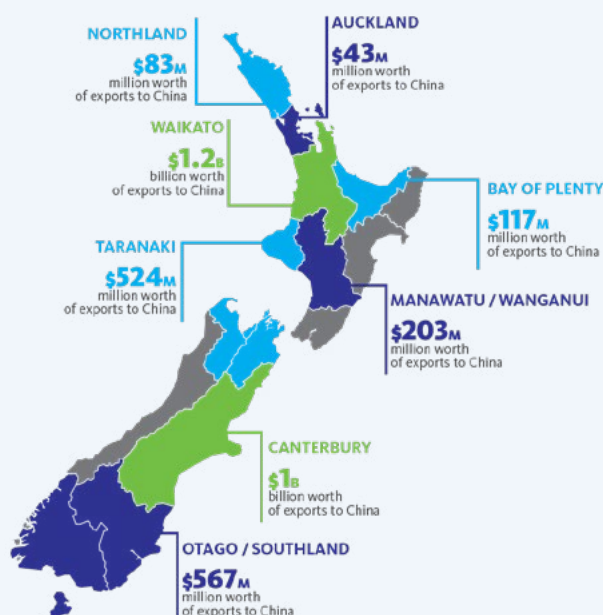 NORTHLAND
$83M
million worth
of exports to China
AUCKLAND
$43M
million worth
of exports to China
WAIKATO
$1.2B
billion worth
of exports to China
BAY OF PLENTY
$117M
million worth
of exports to China
TARANAKI
$524M
million worth
of exports to China
MANAWATU / WANGANUI
$203M
million worth
of exports to China
CANTERBURY
$1B
billion worth
of exports to China
OTAGO / SOUTHLAND
$567M
million worth
of exports to China